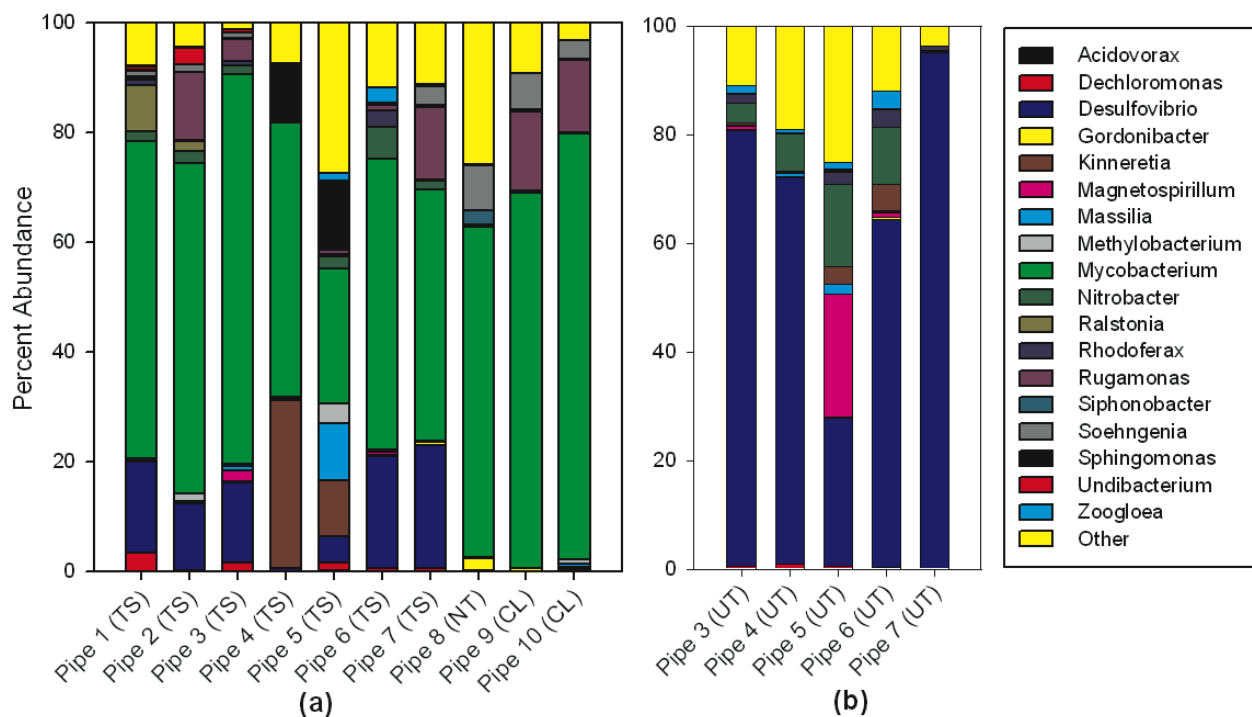 Percent Abundance
100
80
60
40
20
0
Pipe 1 (TS)
Pipe 2 (TS)
Pipe 3 (TS)
Pipe 4 (TS)
Pipe 5 (TS)
Pipe 6 (TS)
Pipe 7 (TS)
Pipe 8 (NT)
Pipe 9 (CL)
Pipe 10 (CL)
(a)
100
80
60
40
20
0
Pipe 3 (UT)
Pipe 4 (UT)
Pipe 5 (UT)
Pipe 6 (UT)
Pipe 7 (UT)
(b)
Acidovorax
Dechloromonas
Desulfovibrio
Gordonibacter
Kinneretia
Magnetospirillum
Massilia
Methylobacterium
Mycobacterium
Nitrobacter
Ralstonia
Rhodoferax
Rugamonas
Siphonobacter
Soehngenia
Sphingomonas
Undibacterium
Zoogloea
Other